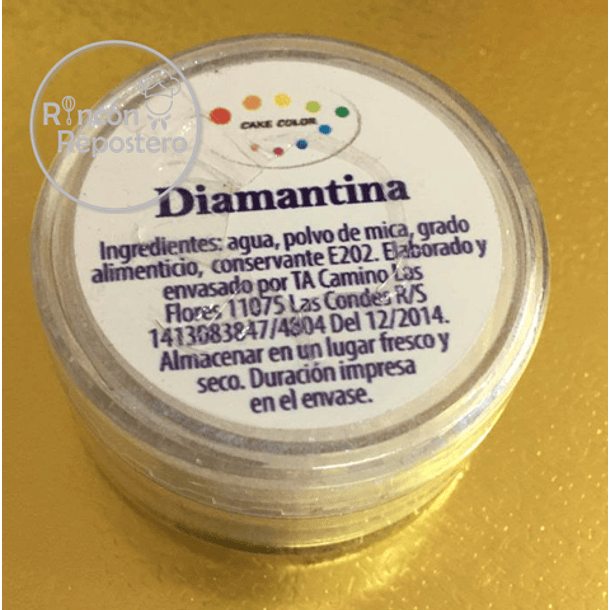 Rincón
Repostero
CAKE COLOR
Diamantina
Ingredientes: agua, polvo de mica, grado
alimenticio, conservante E202. Elaborado y
envasado por TA Camino Las
Flores 11075 Las Condes R/S
1413083847/4804 Del 12/2014.
Almacenar en un lugar fresco y
seco. Duración impresa
en el envase.